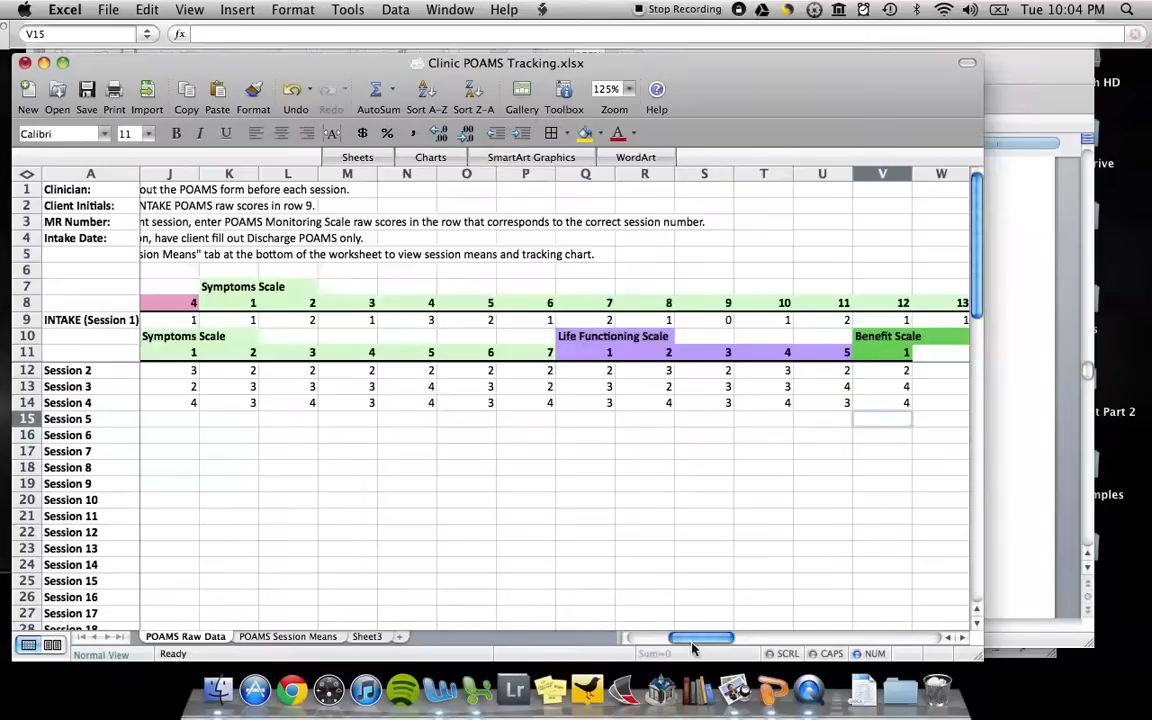 Excel File Edit View Insert Format Tools Data Window Help Stop Recording Tue 10:04 PM
V15 fx
Clinic POAMS Tracking.xlsx
New Open Save Print Import Copy Paste Format Undo Redo AutoSum Sort A-Z Sort Z-A Gallery Toolbox 125% Zoom Help
Calibri 11 B I U $ %
Sheets Charts SmartArt Graphics WordArt
A J K L M N O P Q R S T U V W
1 Clinician: out the POAMS form before each session.
2 Client Initials: INTAKE POAMS raw scores in row 9.
3 MR Number: nt session, enter POAMS Monitoring Scale raw scores in the row that corresponds to the correct session number.
4 Intake Date: on, have client fill out Discharge POAMS only.
5 sion Means" tab at the bottom of the worksheet to view session means and tracking chart.
6
7 Symptoms Scale
8 4 1 2 3 4 5 6 7 8 9 10 11 12 13
9 INTAKE (Session 1) 1 1 2 1 3 2 1 2 1 0 1 2 1 1
10 Symptoms Scale Life Functioning Scale Benefit Scale
11 1 2 3 4 5 6 7 1 2 3 4 5 1
12 Session 2 3 2 2 2 2 2 2 2 3 2 3 2 2
13 Session 3 2 3 3 3 4 3 2 3 2 3 3 4 4
14 Session 4 4 3 4 3 4 3 4 3 4 3 4 3 4
15 Session 5
16 Session 6
17 Session 7
18 Session 8
19 Session 9
20 Session 10
21 Session 11
22 Session 12
23 Session 13
24 Session 14
25 Session 15
26 Session 16
27 Session 17
28 Session 18
POAMS Raw Data POAMS Session Means Sheet3 +
Normal View Ready Sum=0 SCRL CAPS NUM
HD
rive
t Part 2
mples
Lr